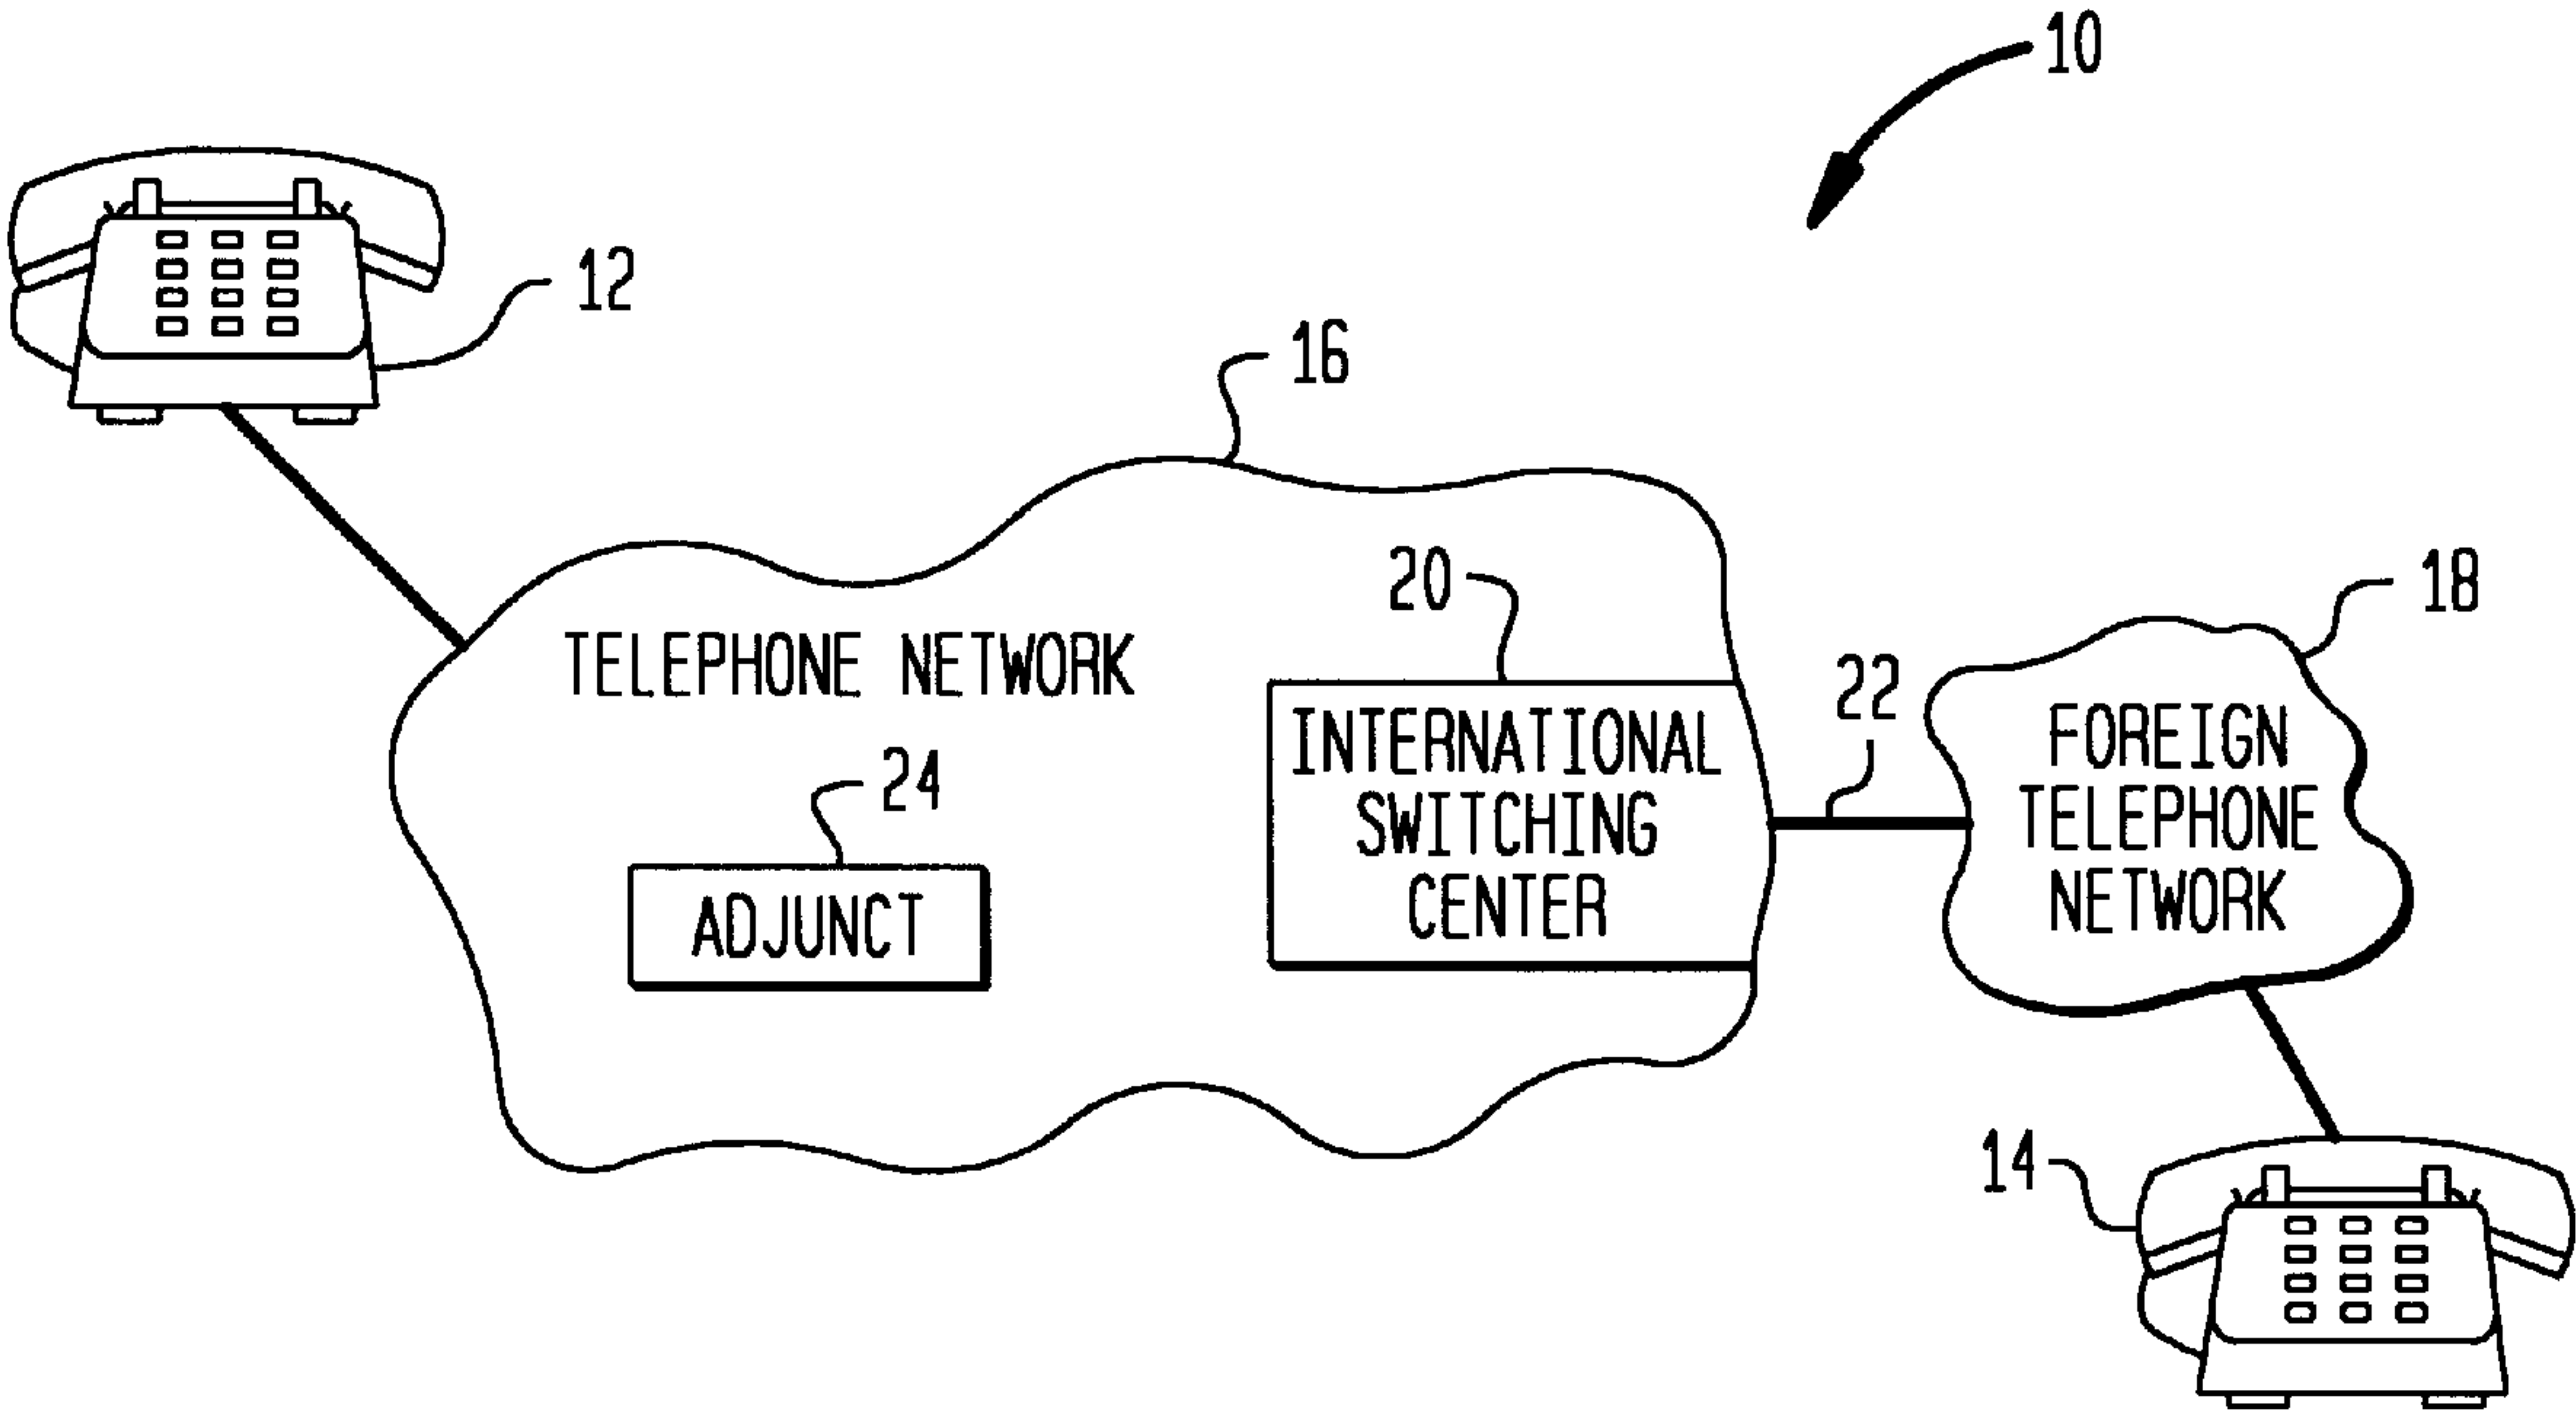 10
12
16
20
18
TELEPHONE NETWORK
22
INTERNATIONAL
SWITCHING
CENTER
FOREIGN
TELEPHONE
NETWORK
24
ADJUNCT
14